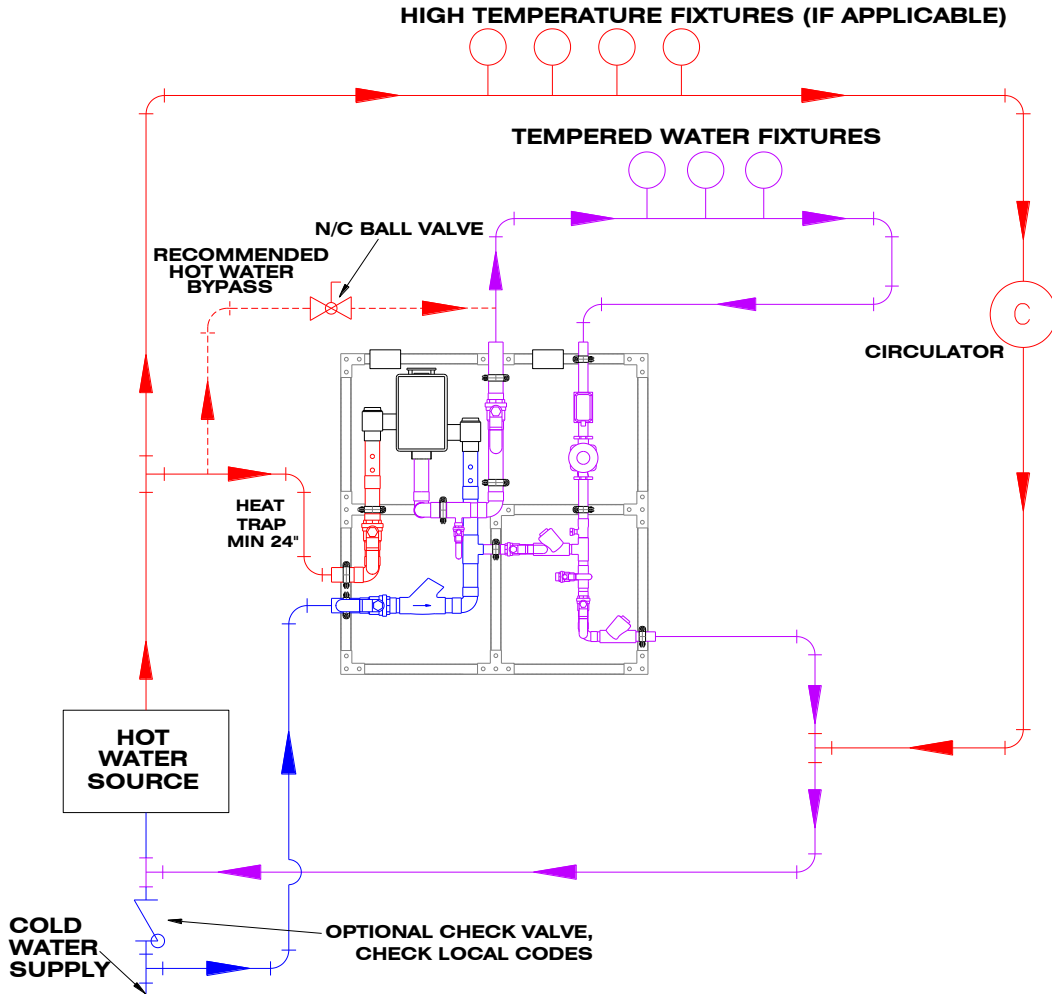 HIGH TEMPERATURE FIXTURES (IF APPLICABLE)
TEMPERED WATER FIXTURES
N/C BALL VALVE
RECOMMENDED
HOT WATER
BYPASS
C
CIRCULATOR
HEAT
TRAP
MIN 24"
HOT
WATER
SOURCE
COLD
WATER
SUPPLY
OPTIONAL CHECK VALVE,
CHECK LOCAL CODES